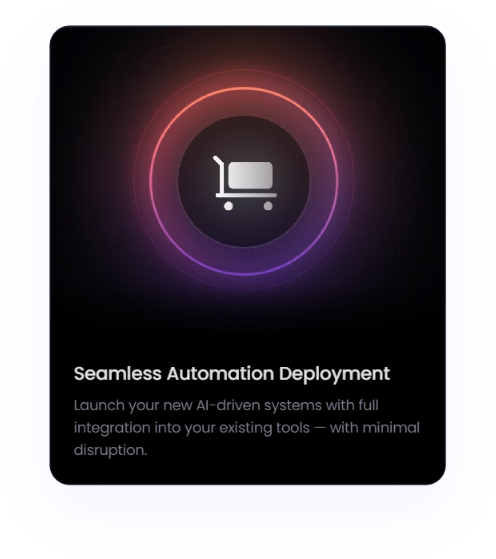 Seamless Automation Deployment
Launch your new AI-driven systems with full
integration into your existing tools — with minimal
disruption.